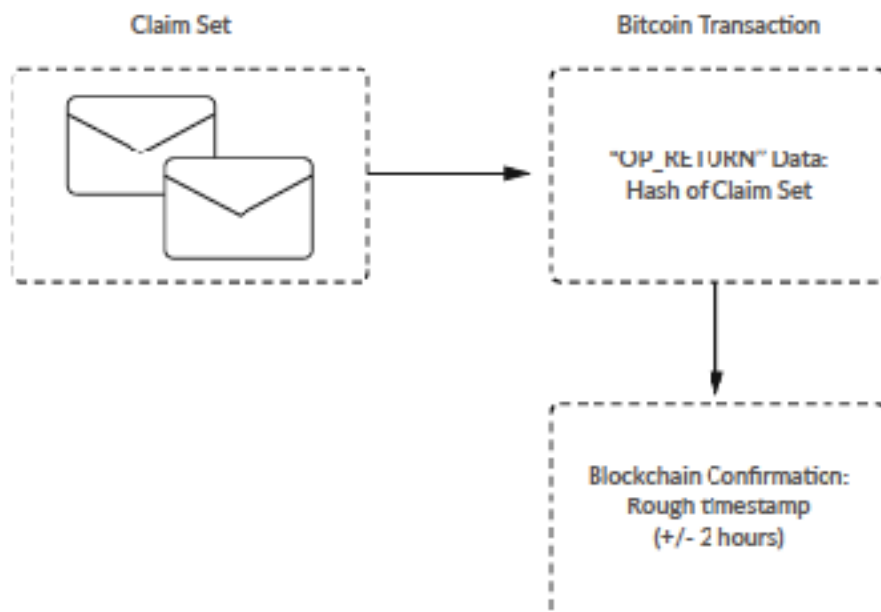 Claim Set
Bitcoin Transaction
"OP_RETURN" Data:
Hash of Claim Set
Blockchain Confirmation:
Rough timestamp
(+/- 2 hours)